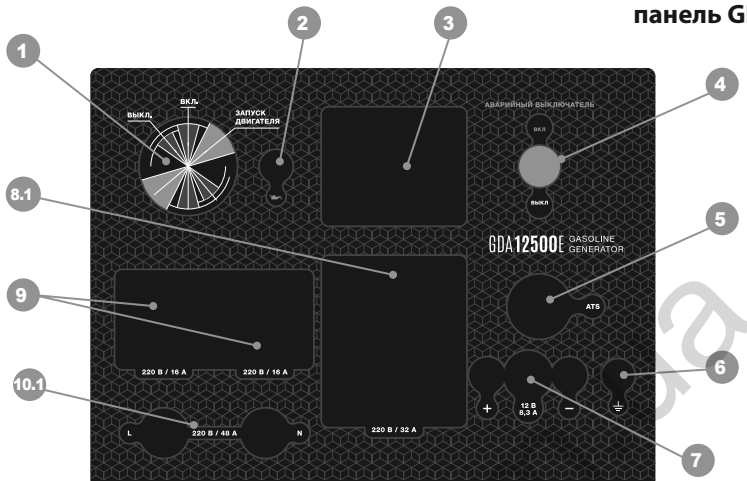 панель G
1
2
3
4
ВЫКЛ.
ВКЛ.
ЗАПУСК
ДВИГАТЕЛЯ
АВАРИЙНЫЙ ВЫКЛЮЧАТЕЛЬ
ВКЛ
ВЫКЛ
8.1
GDA12500E
GASOLINE
GENERATOR
5
ATS
9
220 В / 16 А
220 В / 16 А
6
+
12 В
8,3 А
−
10.1
L
220 В / 48 А
N
220 В / 32 А
7